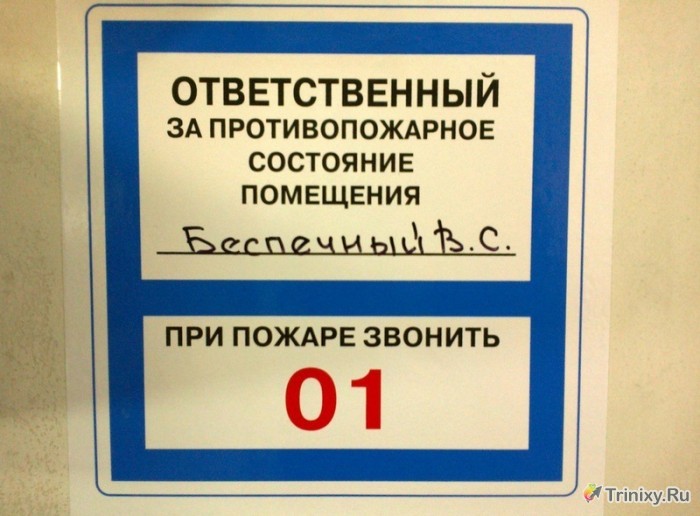 ОТВЕТСТВЕННЫЙ
ЗА ПРОТИВОПОЖАРНОЕ
СОСТОЯНИЕ
ПОМЕЩЕНИЯ
Беспечный В.С.
ПРИ ПОЖАРЕ ЗВОНИТЬ
01
Trinixy.Ru